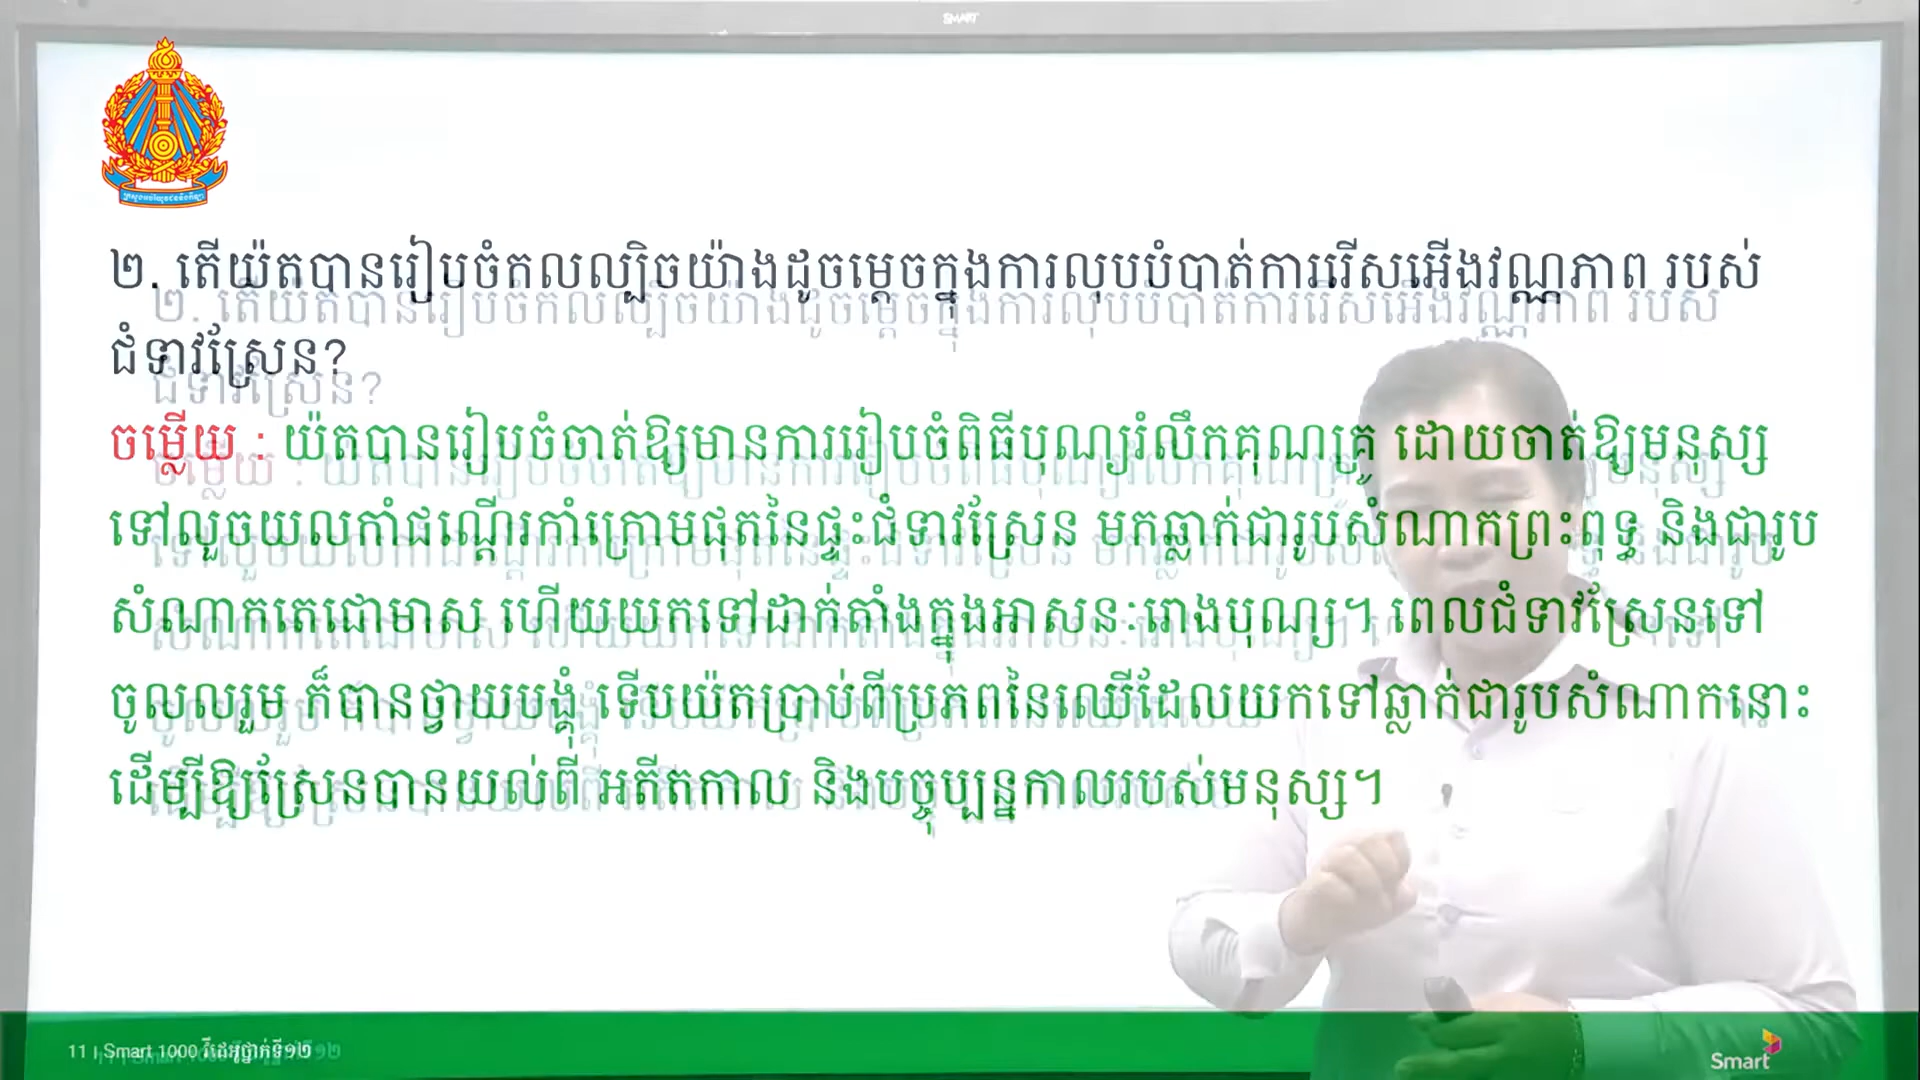 SMART
២. តើយ៉តបានរៀបចំកលល្បិចយ៉ាងដូចម្ដេចក្នុងការលុបបំបាត់ការរើសអើងវណ្ណភាព របស់
ជំទាវស្រែន?
ចម្លើយ : យ៉តបានរៀបចំចាត់ឱ្យមានការរៀបចំពិធីបុណ្យរំលឹកគុណគ្រូ ដោយចាត់ឱ្យមនុស្ស
ទៅលួចយលកាំជណ្ដើរកាំក្រោមផុតនៃផ្ទះជំទាវស្រែន មកឆ្លាក់ជារូបសំណាកព្រះពុទ្ធ និងជារូប
សំណាកតេជោមាស ហើយយកទៅដាក់តាំងក្នុងអាសនៈរោងបុណ្យ។ ពេលជំទាវស្រែនទៅ
ចូលលរួម ក៏បានថ្វាយបង្គំ ទើបយ៉តប្រាប់ពីប្រភពនៃឈើដែលយកទៅឆ្លាក់ជារូបសំណាកនោះ
ដើម្បីឱ្យស្រែនបានយល់ពី អតីតកាល និងបច្ចុប្បន្នកាលរបស់មនុស្ស។
11 | Smart 1000 វីដេអូថ្នាក់ទី១២
Smart